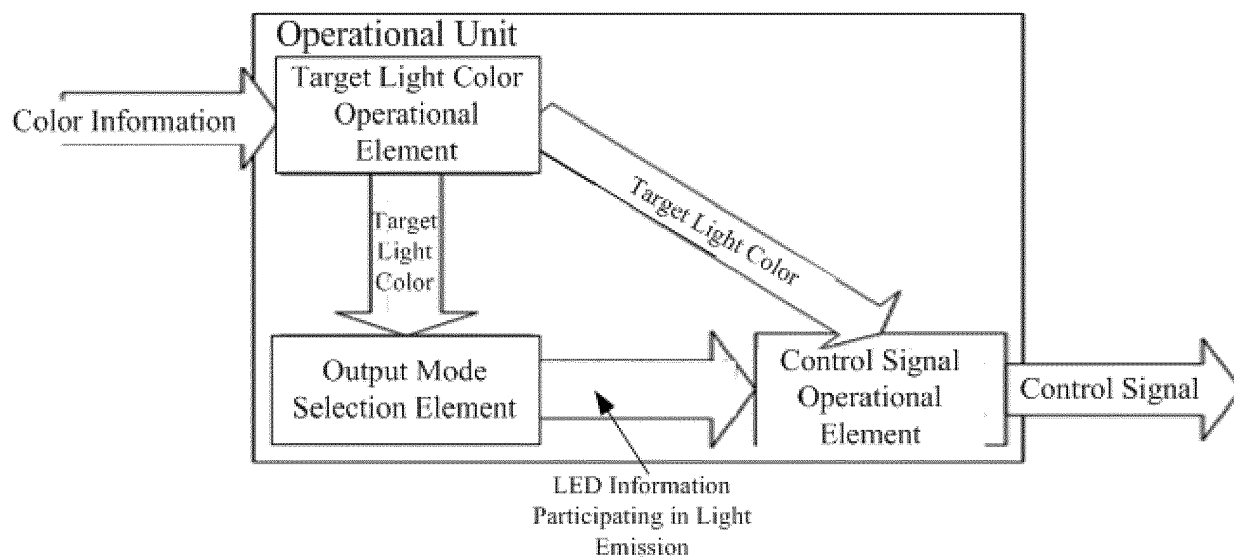 Operational Unit
Target Light Color
Operational
Element
Color Information
Target
Light
Color
Target Light Color
Output Mode
Selection Element
Control Signal
Operational
Element
Control Signal
LED Information
Participating in Light
Emission